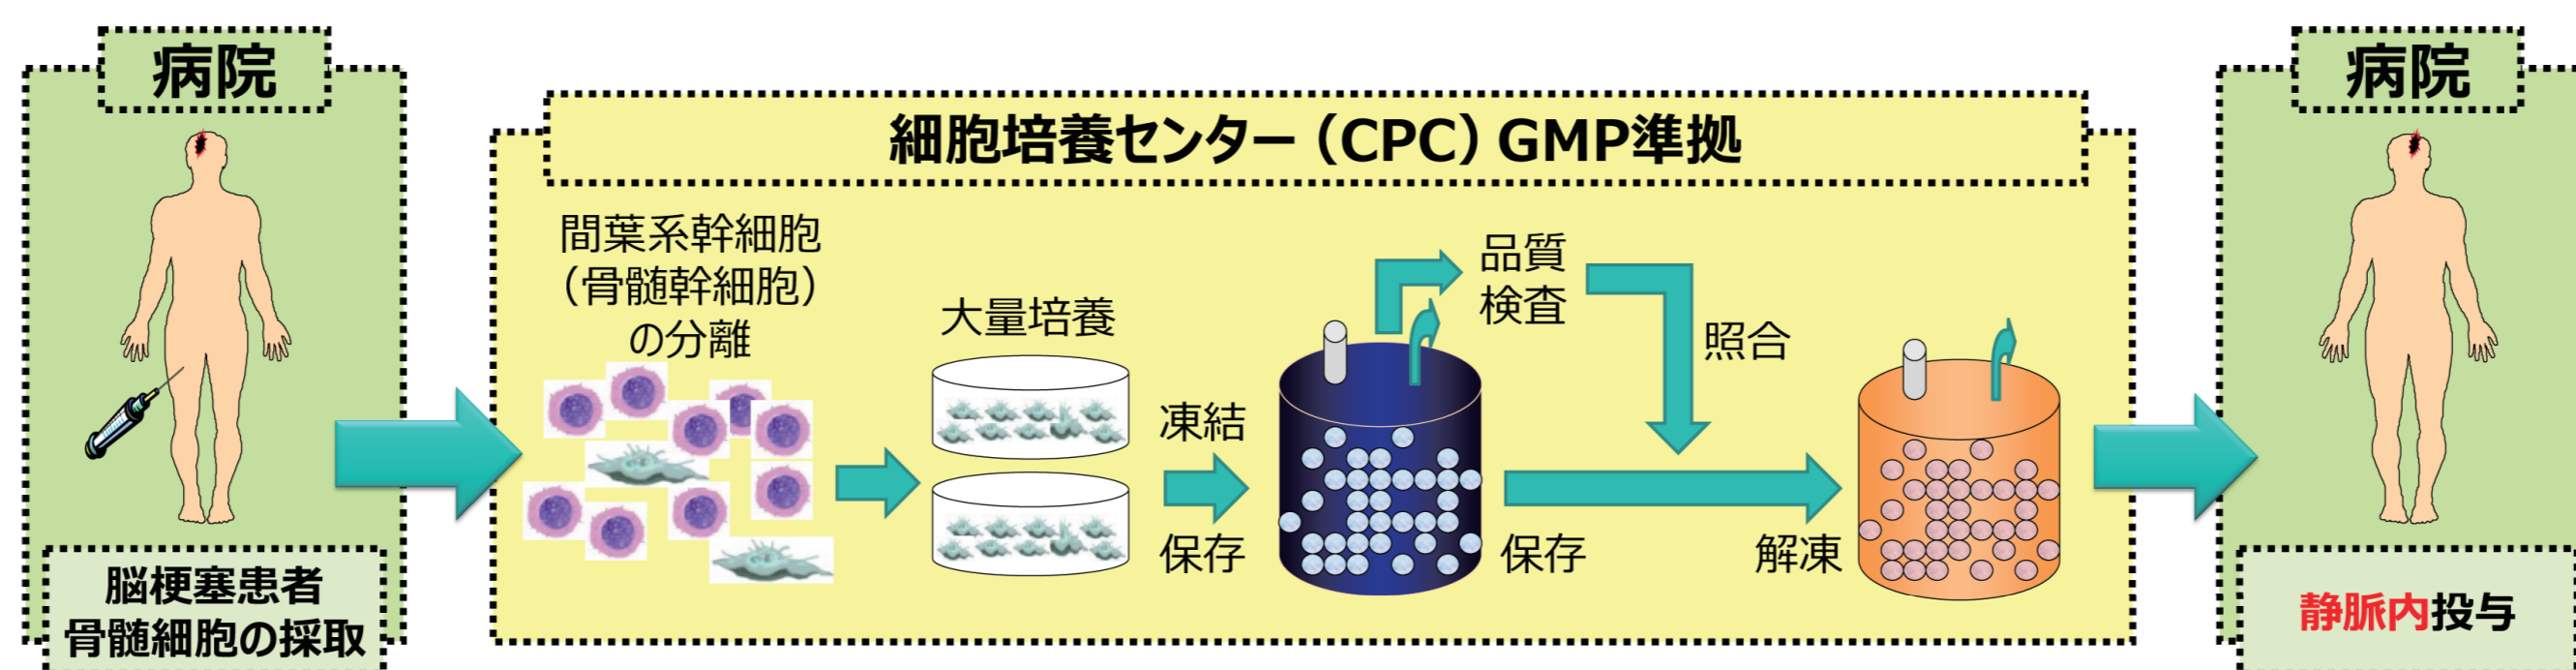 病院
脳梗塞患者
骨髄細胞の採取
細胞培養センター（CPC）GMP準拠
間葉系幹細胞
（骨髄幹細胞）
の分離
大量培養
凍結
保存
品質
検査
照合
保存
解凍
病院
静脈内投与